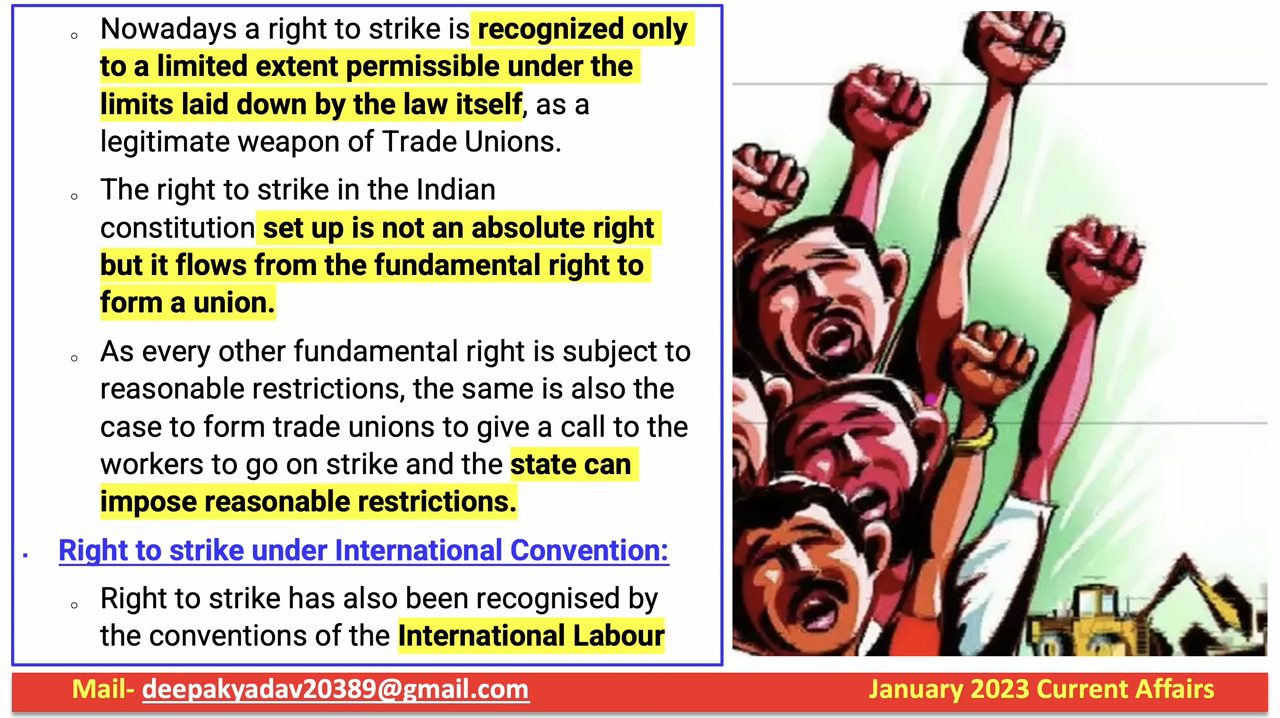 Nowadays a right to strike is recognized only
to a limited extent permissible under the
limits laid down by the law itself, as a
legitimate weapon of Trade Unions.
The right to strike in the Indian
constitution set up is not an absolute right
but it flows from the fundamental right to
form a union.
As every other fundamental right is subject to
reasonable restrictions, the same is also the
case to form trade unions to give a call to the
workers to go on strike and the state can
impose reasonable restrictions.
Right to strike under International Convention:
Right to strike has also been recognised by
the conventions of the International Labour
Mail- deepakyadav20389@gmail.com
January 2023 Current Affairs